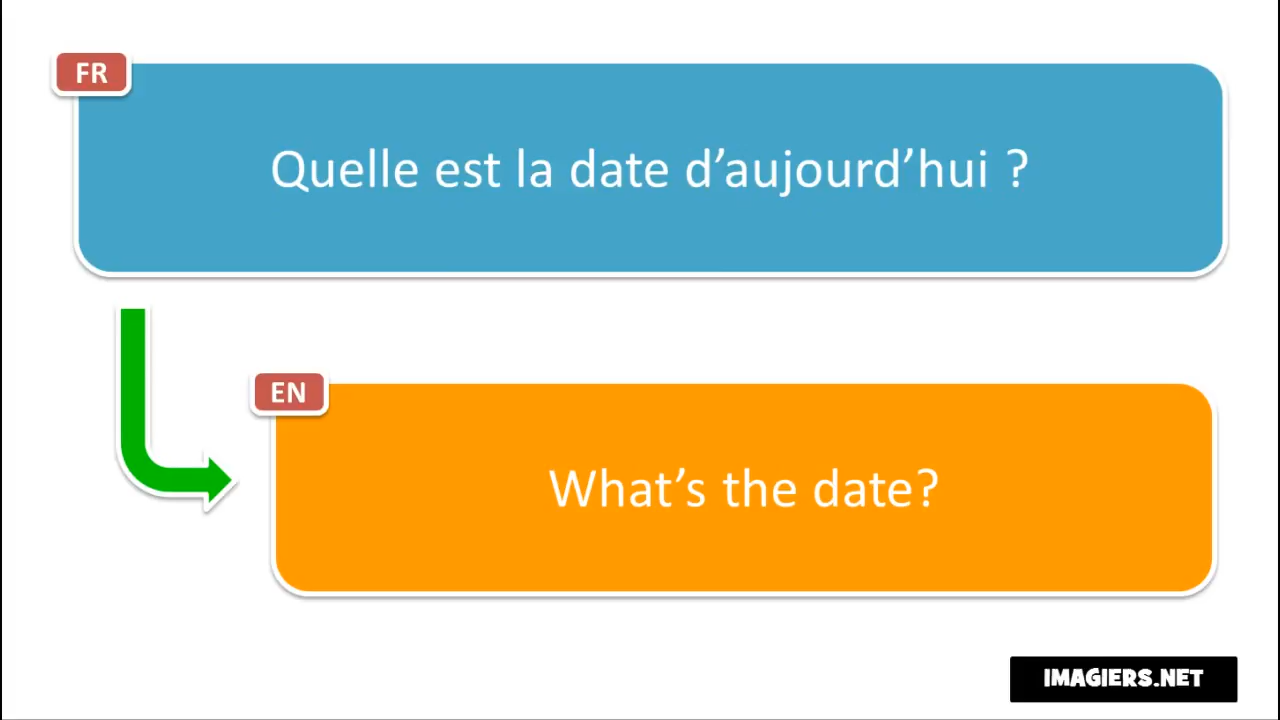 FR
Quelle est la date d’aujourd’hui ?
EN
What’s the date?
IMAGIERS.NET